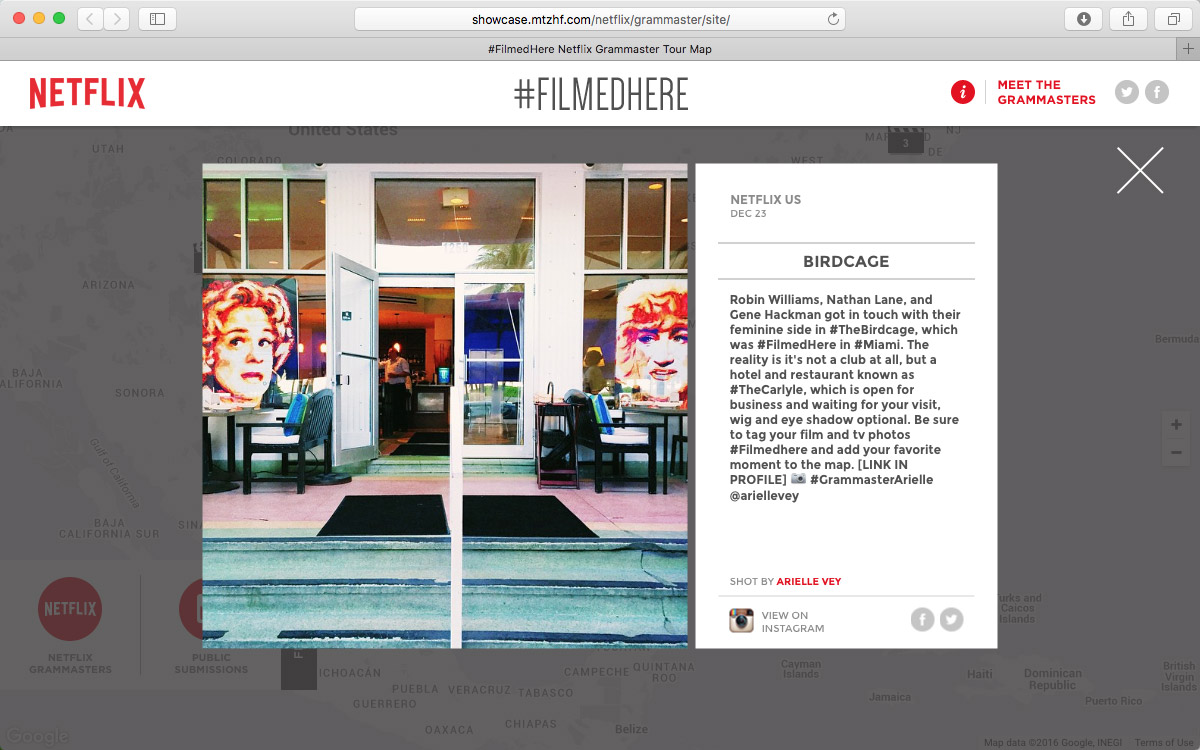 showcase.mtzhf.com/netflix/grammaster/site/
#FilmedHere Netflix Grammaster Tour Map
NETFLIX
#FILMEDHERE
i
MEET THE
GRAMMASTERS
United States
UTAH
COLORADO
WEST
NJ
DE
3
ARIZONA
BAJA
CALIFORNIA
SONORA
Gulf of California
BAJA
CALIFORNIA SUR
Bermuda
NETFLIX US
DEC 23
BIRDCAGE
Robin Williams, Nathan Lane, and
Gene Hackman got in touch with their
feminine side in #TheBirdcage, which
was #FilmedHere in #Miami. The
reality is it's not a club at all, but a
hotel and restaurant known as
#TheCarlyle, which is open for
business and waiting for your visit,
wig and eye shadow optional. Be sure
to tag your film and tv photos
#Filmedhere and add your favorite
moment to the map. [LINK IN
PROFILE] 📷 #GrammasterArielle
@ariellevey
SHOT BY ARIELLE VEY
VIEW ON
INSTAGRAM
NETFLIX
NETFLIX
GRAMMASTERS
PUBLIC
SUBMISSIONS
ICHOACÁN
PUEBLA
VERACRUZ
TABASCO
CAMPECHE
QUINTANA
ROO
GUERRERO
OAXACA
CHIAPAS
Belize
Cayman
Islands
Jamaica
Haiti
Dominican
Republic
Puerto Rico
British
Virgin
Islands
urks and
Caicos
Islands
Google
Map data ©2016 Google, INEGI
Terms of Use